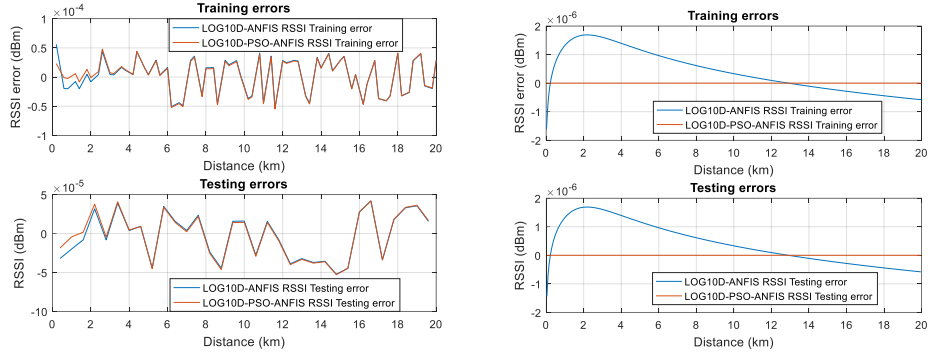 Training errors
×10^-4
1
0.5
0
-0.5
-1
RSSI error (dBm)
LOG10D-ANFIS RSSI Training error
LOG10D-PSO-ANFIS RSSI Training error
0 2 4 6 8 10 12 14 16 18 20
Distance (km)
Testing errors
×10^-5
5
0
-5
-10
RSSI (dBm)
LOG10D-ANFIS RSSI Testing error
LOG10D-PSO-ANFIS RSSI Testing error
0 2 4 6 8 10 12 14 16 18 20
Distance (km)
Training errors
×10^-6
2
1
0
-1
-2
RSSI error (dBm)
LOG10D-ANFIS RSSI Training error
LOG10D-PSO-ANFIS RSSI Training error
0 2 4 6 8 10 12 14 16 18 20
Distance (km)
Testing errors
×10^-6
2
1
0
-1
-2
RSSI (dBm)
LOG10D-ANFIS RSSI Testing error
LOG10D-PSO-ANFIS RSSI Testing error
0 2 4 6 8 10 12 14 16 18 20
Distance (km)